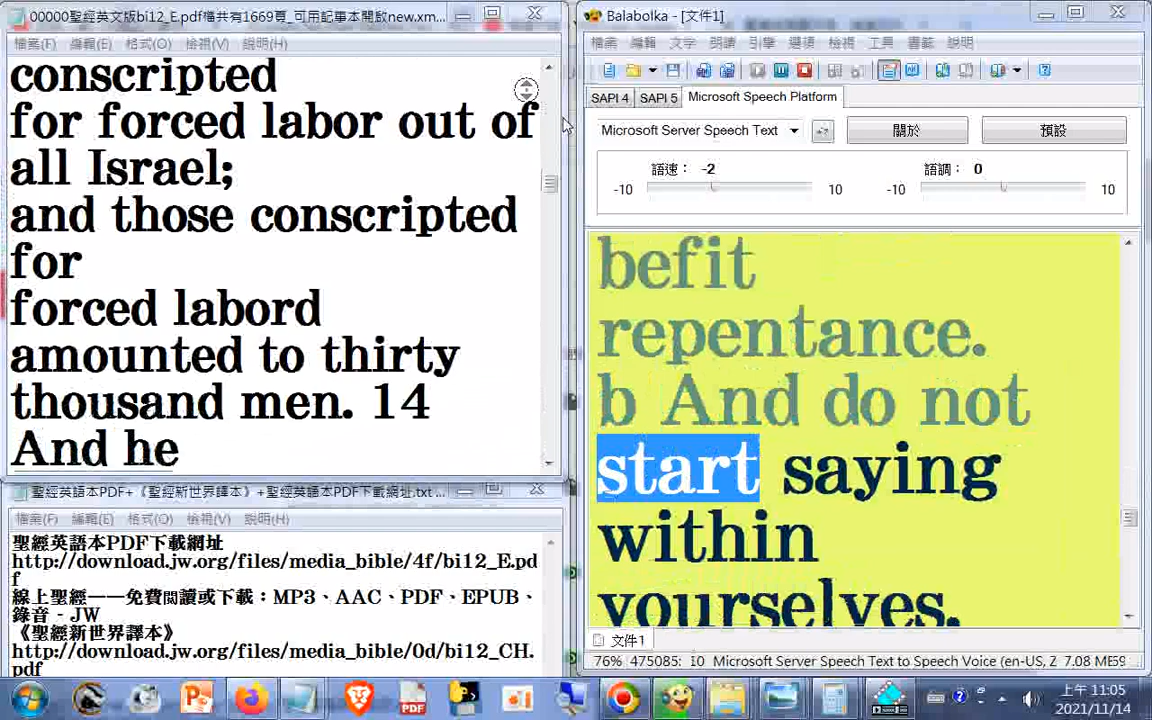 00000聖經英文版bi12_E.pdf檔共有1669頁_可用記事本開啟new.xm...
檔案(F) 編輯(E) 格式(O) 檢視(V) 說明(H)
conscripted
for forced labor out of
all Israel;
and those conscripted
for
forced labord
amounted to thirty
thousand men. 14
And he
聖經英語本PDF+《聖經新世界譯本》+聖經英語本PDF下載網址.txt ...
檔案(F) 編輯(E) 格式(O) 檢視(V) 說明(H)
聖經英語本PDF下載網址
http://download.jw.org/files/media_bible/4f/bi12_E.pd
f
線上聖經——免費閱讀或下載：MP3、AAC、PDF、EPUB、
錄音 - JW
《聖經新世界譯本》
http://download.jw.org/files/media_bible/0d/bi12_CH.
pdf
Balabolka - [文件1]
檔案 編輯 文字 朗讀 引擎 選項 檢視 工具 書籤 說明
SAPI 4 SAPI 5 Microsoft Speech Platform
Microsoft Server Speech Text +? 關於 預設
語速： -2 語調： 0
-10 10 -10 10
befit
repentance.
b And do not
start saying
within
yourselves,
文件1
76% 475085: 10 Microsoft Server Speech Text to Speech Voice (en-US, Z 7.08 ME59
PDF
上午 11:05
2021/11/14